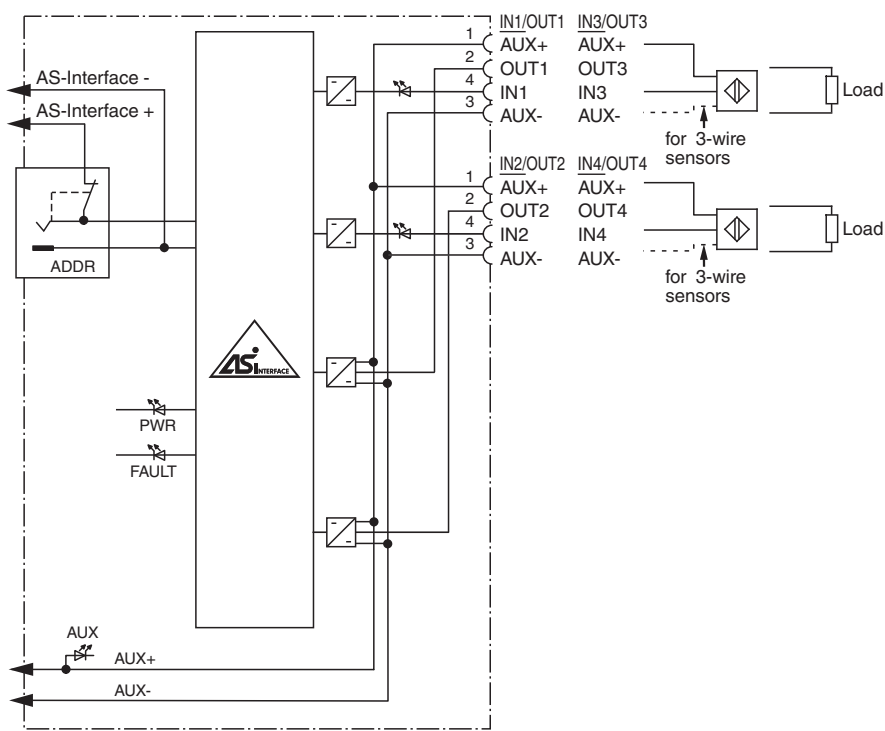 IN1/OUT1 IN3/OUT3
1 AUX+ AUX+
2 OUT1 OUT3
4 IN1 IN3
3 AUX- AUX-
Load
for 3-wire
sensors
AS-Interface -
AS-Interface +
ADDR
IN2/OUT2 IN4/OUT4
1 AUX+ AUX+
2 OUT2 OUT4
4 IN2 IN4
3 AUX- AUX-
Load
for 3-wire
sensors
ASi
INTERFACE
PWR
FAULT
AUX
AUX+
AUX-